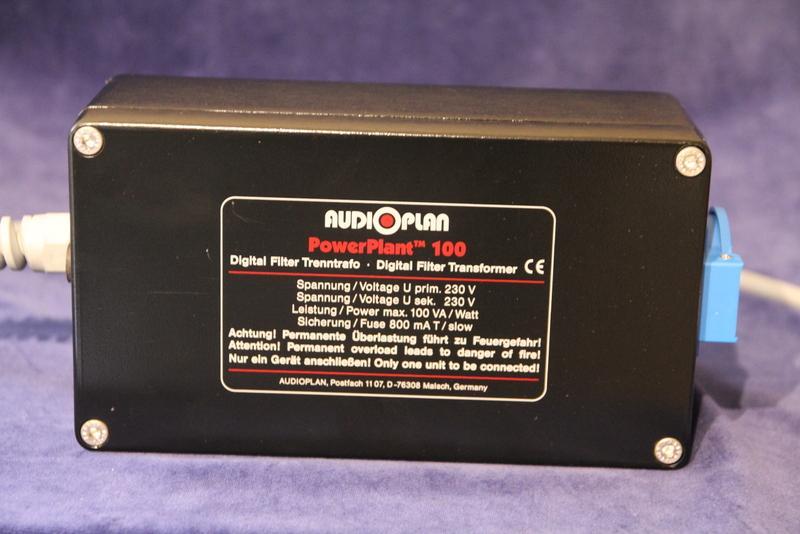 AUDIOPLAN
PowerPlant™ 100
Digital Filter Trenntrafo · Digital Filter Transformer CE
Spannung/Voltage U prim. 230 V
Spannung/Voltage U sek. 230 V
Leistung/Power max. 100 VA/Watt
Sicherung/Fuse 800 mA T/slow
Achtung! Permanente Überlastung führt zu Feuergefahr!
Attention! Permanent overload leads to danger of fire!
Nur ein Gerät anschließen! Only one unit to be connected!
AUDIOPLAN, Postfach 11 07, D-76308 Malsch, Germany